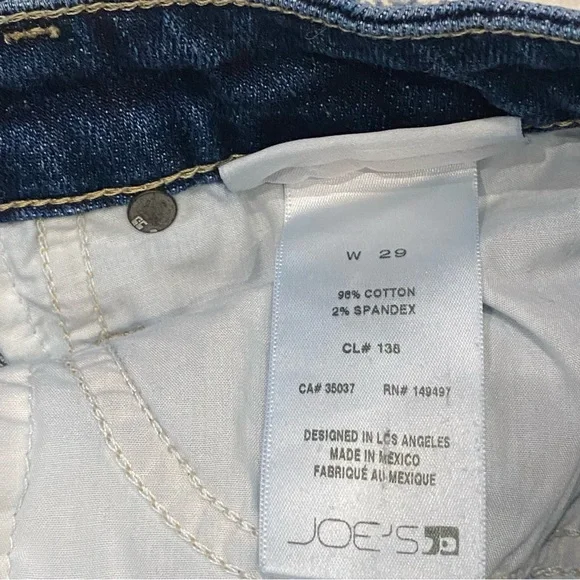 W 29
98% COTTON
2% SPANDEX
CL# 138
CA# 35037 RN# 149497
DESIGNED IN LOS ANGELES
MADE IN MEXICO
FABRIQUÉ AU MEXIQUE
JOE'S